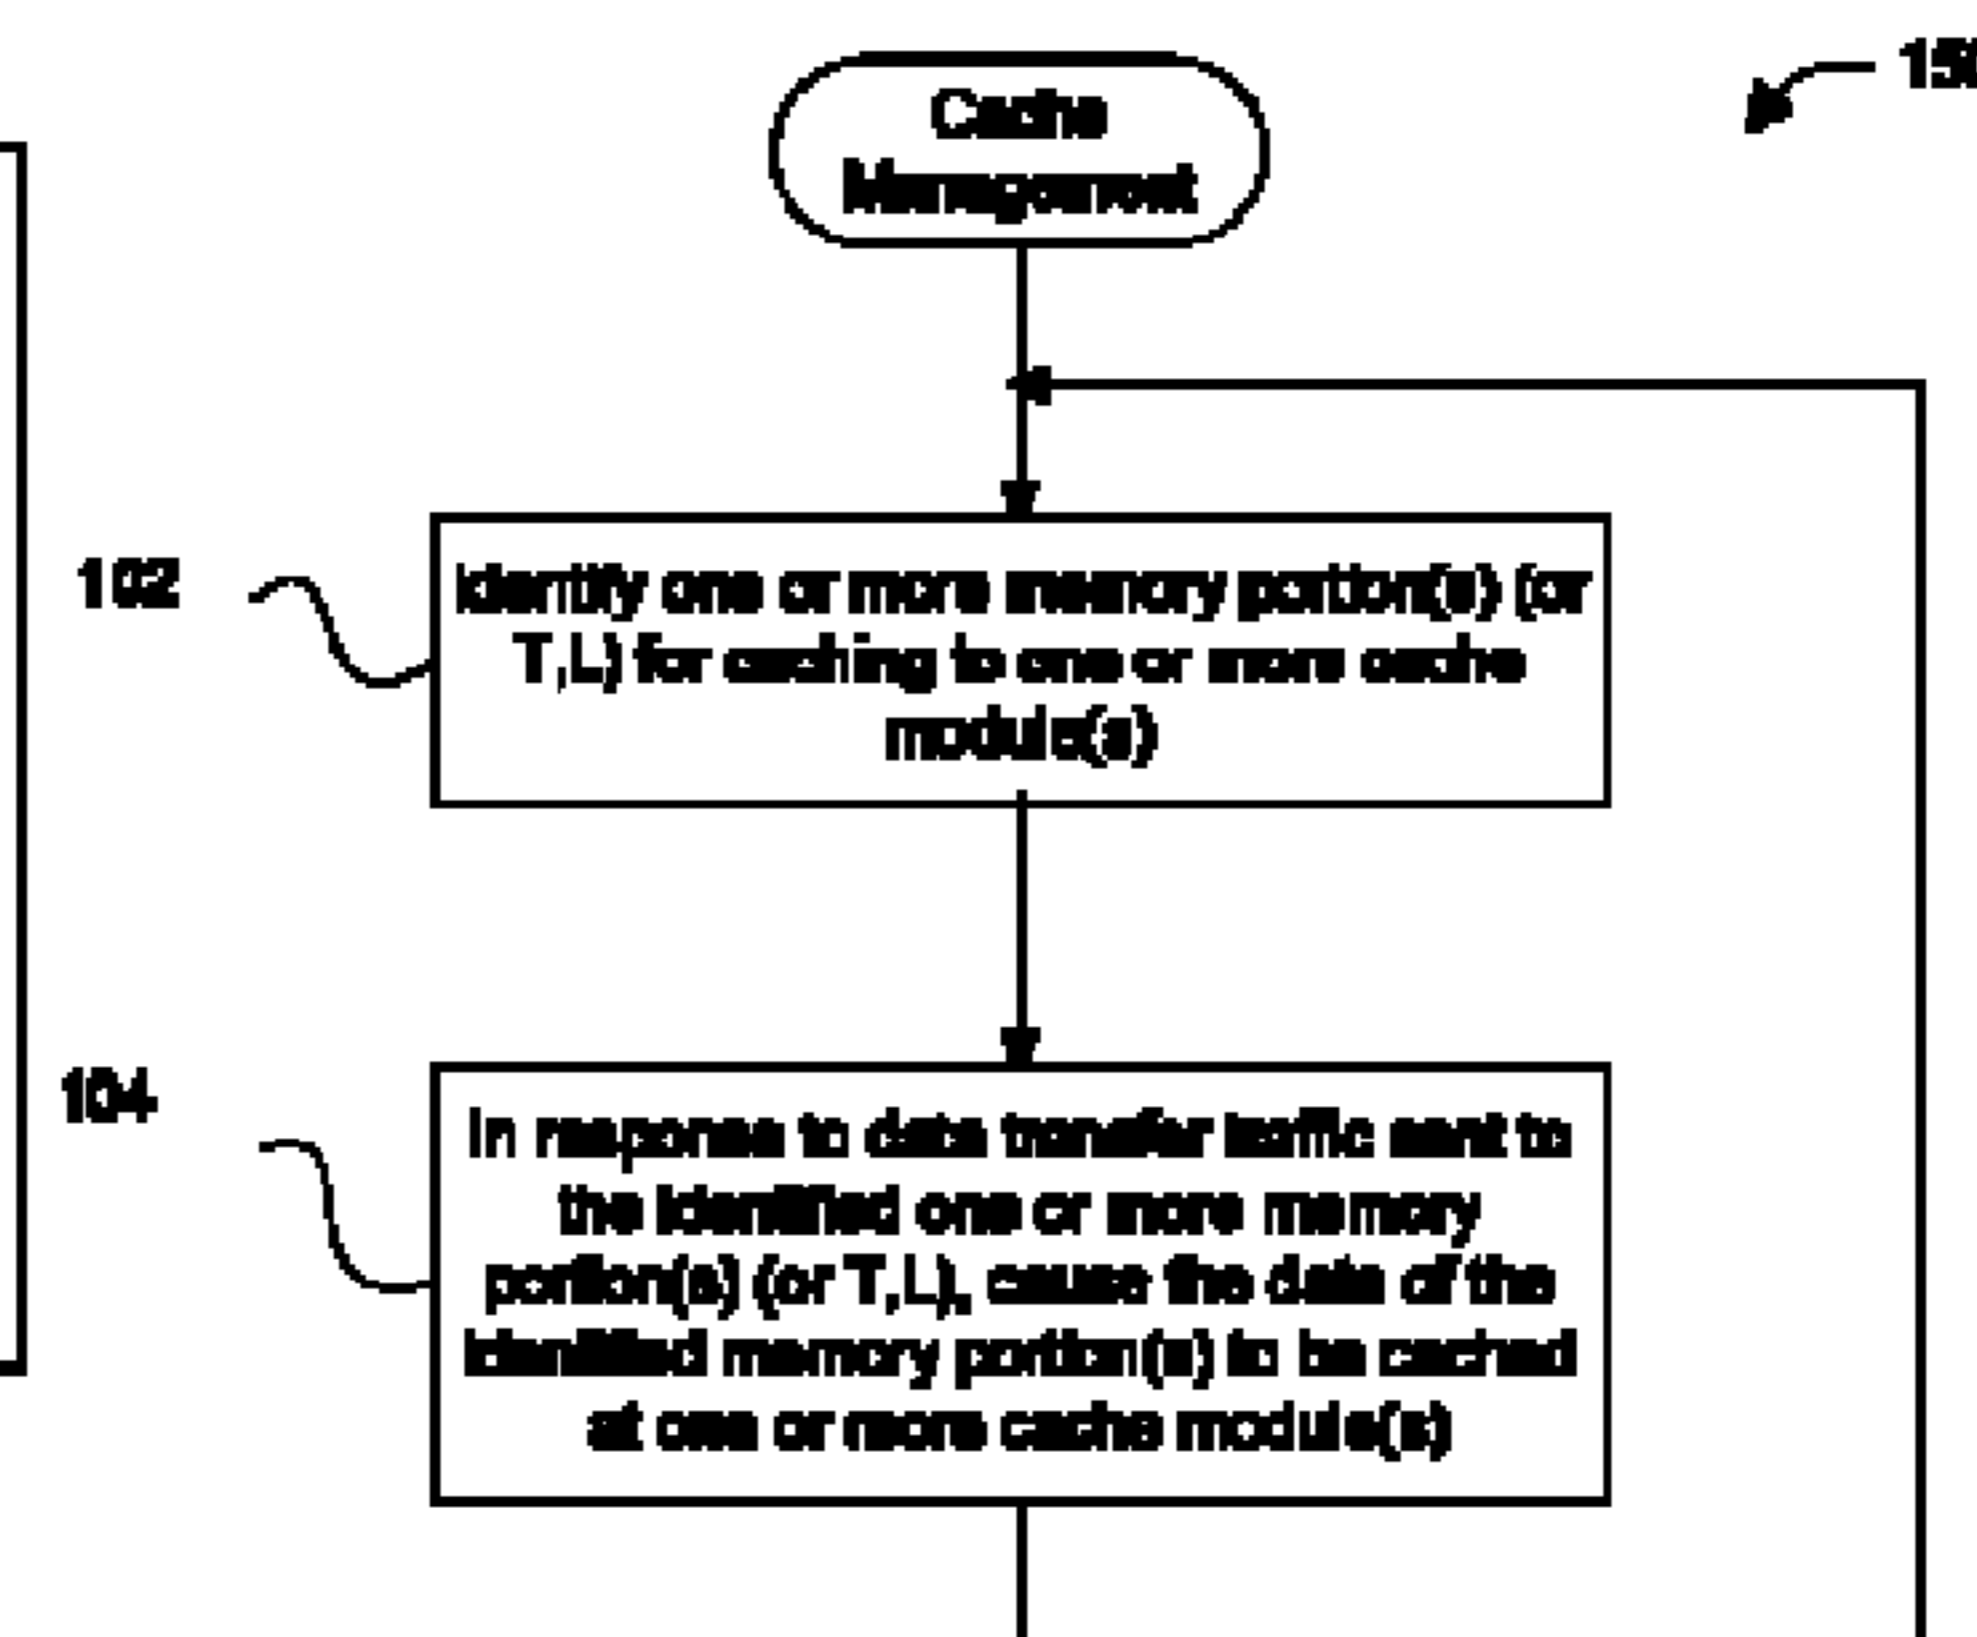 Cache
Management
102
Identify one or more memory portion(s) (or
T,L) for caching to one or more cache
module(s)
104
In response to data transfer traffic sent to
the identified one or more memory
portion(s) (or T,L), cause the data of the
identified memory portion(s) to be cached
at one or more cache module(s)